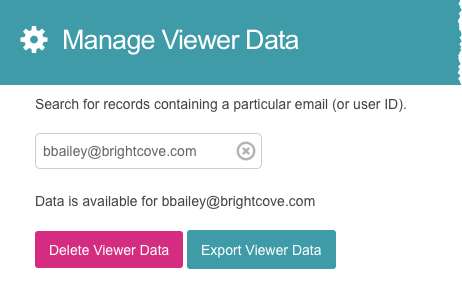 Manage Viewer Data
Search for records containing a particular email (or user ID).
bbailey@brightcove.com
Data is available for bbailey@brightcove.com
Delete Viewer Data
Export Viewer Data